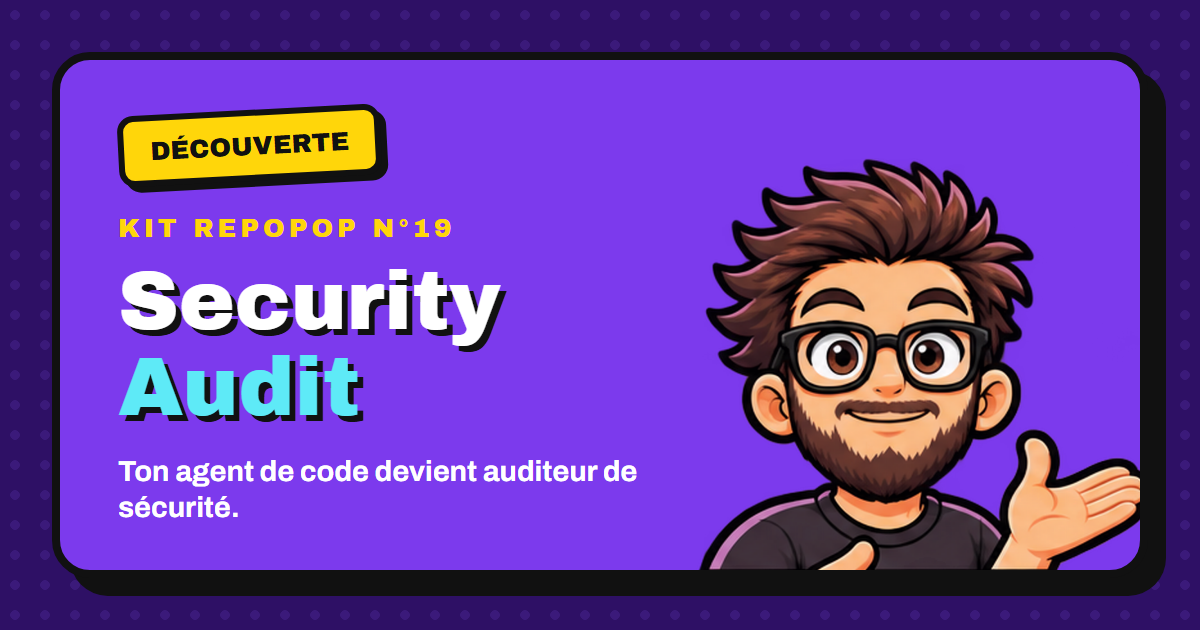 DÉCOUVERTE
KIT REPOPOP N°19
Security
Audit
Ton agent de code devient auditeur de
sécurité.